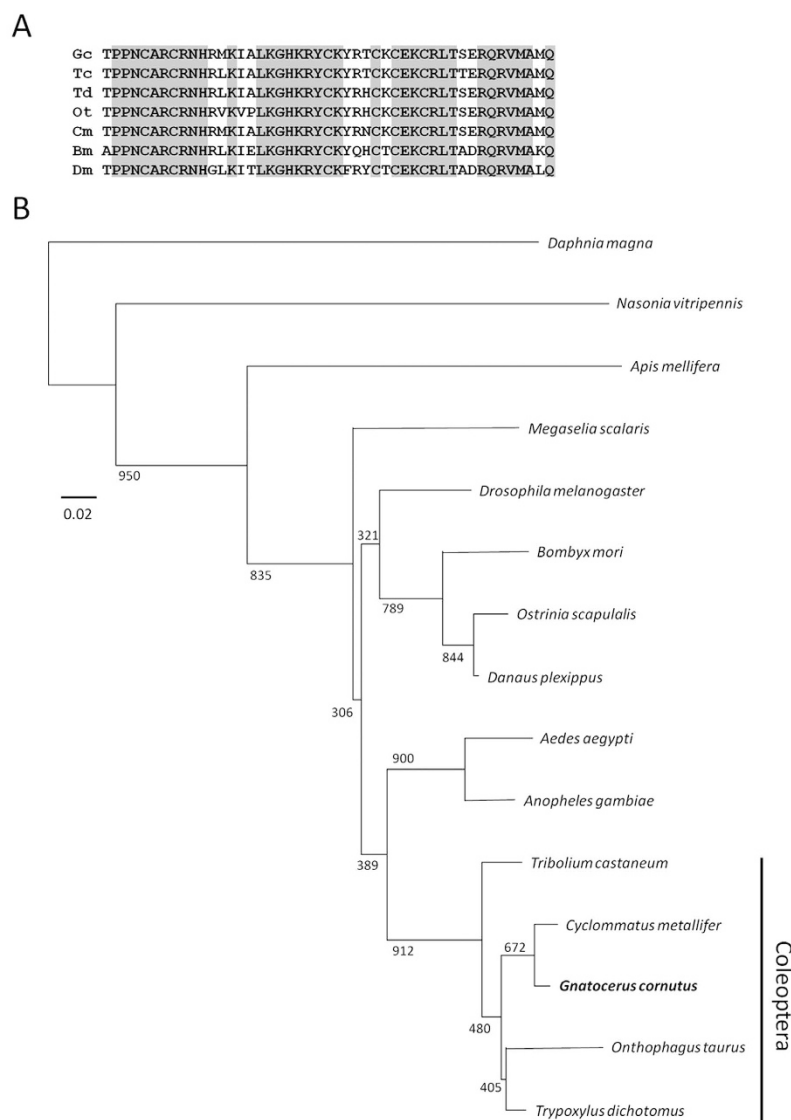 A
Gc TPPNCARCRNHRMKIALKGHKRYCKYRTCKCEKCRLTSERQRVMAMQ
Tc TPPNCARCRNHRLKIALKGHKRYCKYRTCKCEKCRLTTERQRVMAMQ
Td TPPNCARCRNHRLKIALKGHKRYCKYRHCKCEKCRLTSERQRVMAMQ
Ot TPPNCARCRNHRVKVPLKGHKRYCKYRHCKCEKCRLTSERQRVMAMQ
Cm TPPNCARCRNHRMKIALKGHKRYCKYRNCKCEKCRLTSERQRVMAMQ
Bm APPNCARCRNHRLKIELKGHKRYCKYQHCTCEKCRLTADRQRVMAKQ
Dm TPPNCARCRNHGLKITLKGHKRYCKFRYCTCEKCRLTADRQRVMALQ
B
Daphnia magna
Nasonia vitripennis
Apis mellifera
Megaselia scalaris
950
0.02
Drosophila melanogaster
321
Bombyx mori
835
789
Ostrinia scapulalis
844
Danaus plexippus
306
Aedes aegypti
900
Anopheles gambiae
389
Tribolium castaneum
Cyclommatus metallifer
672
912
Gnatocerus cornutus
480
Onthophagus taurus
405
Trypoxylus dichotomus
Coleoptera